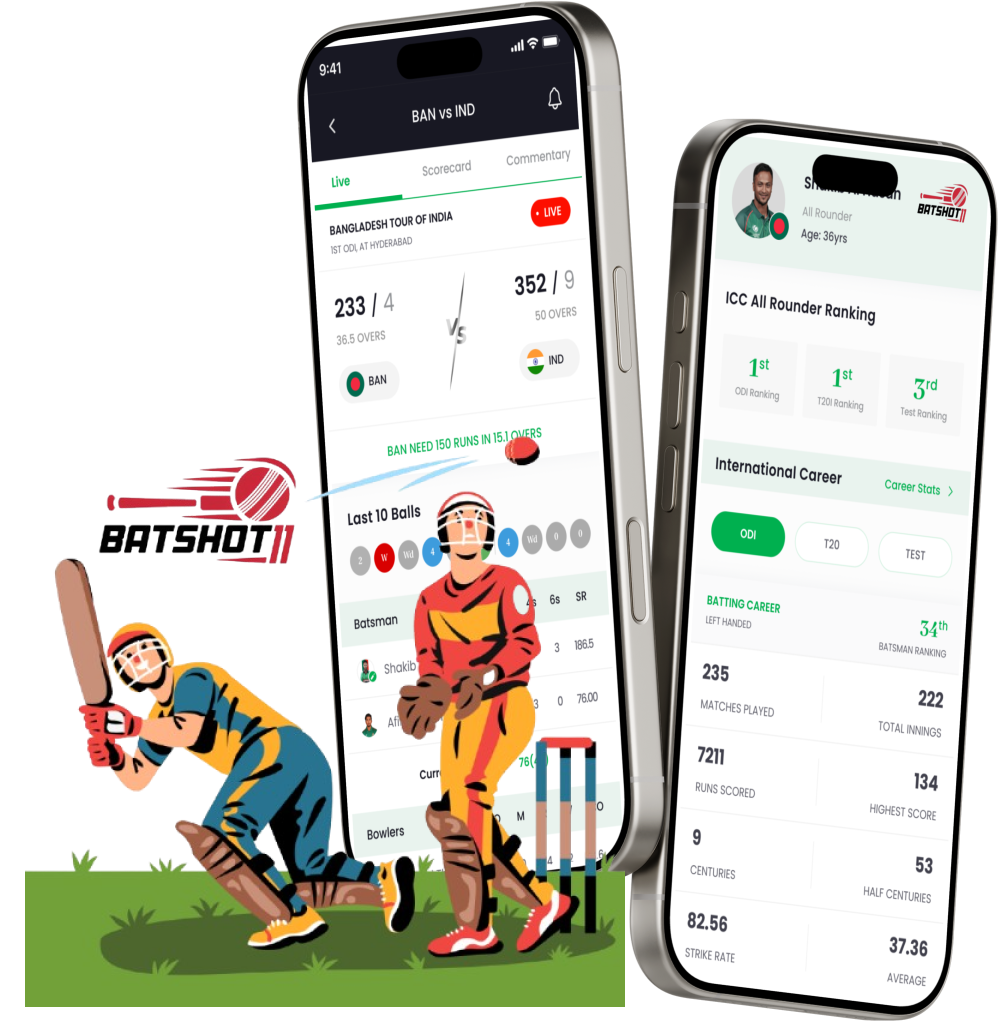 9:41
BAN vs IND
Live Scorecard Commentary
BANGLADESH TOUR OF INDIA
1ST ODI, AT HYDERABAD
• LIVE
233 / 4
36.5 OVERS
BAN
VS
352 / 9
50 OVERS
IND
BAN NEED 150 RUNS IN 15.1 OVERS
Last 10 Balls
2 W Wd 4 4 Wd 0 0
Batsman 4s 6s SR
Shakib 3 186.5
3 0 76.00
Bowlers M O
BATSHOT11
All Rounder
Age: 36yrs
BATSHOT11
ICC All Rounder Ranking
1st
ODI Ranking
1st
T20I Ranking
3rd
Test Ranking
International Career
Career Stats >
ODI T20 TEST
BATTING CAREER
LEFT HANDED
34th
BATSMAN RANKING
235
MATCHES PLAYED
222
TOTAL INNINGS
7211
RUNS SCORED
134
HIGHEST SCORE
9
CENTURIES
53
HALF CENTURIES
82.56
STRIKE RATE
37.36
AVERAGE